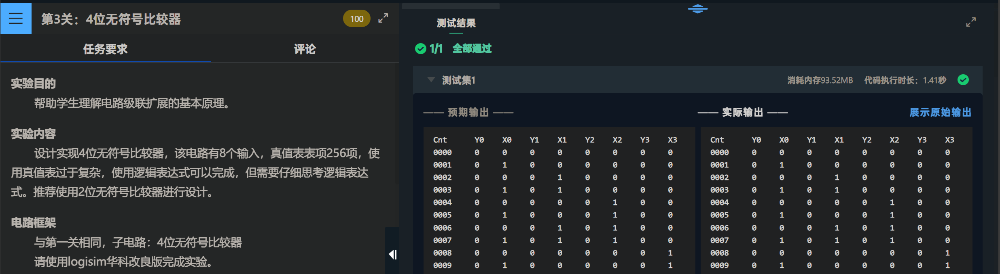 第3关：4位无符号比较器
100
任务要求
评论
实验目的
帮助学生理解电路级联扩展的基本原理。
实验内容
设计实现4位无符号比较器，该电路有8个输入，真值表表项256项，使
用真值表过于复杂，使用逻辑表达式可以完成，但需要仔细思考逻辑表达
式。推荐使用2位无符号比较器进行设计。
电路框架
与第一关相同，子电路：4位无符号比较器
请使用logisim华科改良版完成实验。
测试结果
1/1 全部通过
测试集1
消耗内存93.52MB 代码执行时长：1.41秒
—— 预期输出 ——
Cnt Y0 X0 Y1 X1 Y2 X2 Y3 X3
0000 0 0 0 0 0 0 0 0
0001 0 1 0 0 0 0 0 0
0002 0 0 0 1 0 0 0 0
0003 0 1 0 1 0 0 0 0
0004 0 0 0 0 0 1 0 0
0005 0 1 0 0 0 1 0 0
0006 0 0 0 1 0 1 0 0
0007 0 1 0 1 0 1 0 0
0008 0 0 0 0 0 0 0 1
0009 0 1 0 0 0 0 0 1
—— 实际输出 ——
展示原始输出
Cnt Y0 X0 Y1 X1 Y2 X2 Y3 X3
0000 0 0 0 0 0 0 0 0
0001 0 1 0 0 0 0 0 0
0002 0 0 0 1 0 0 0 0
0003 0 1 0 1 0 0 0 0
0004 0 0 0 0 0 1 0 0
0005 0 1 0 0 0 1 0 0
0006 0 0 0 1 0 1 0 0
0007 0 1 0 1 0 1 0 0
0008 0 0 0 0 0 0 0 1
0009 0 1 0 0 0 0 0 1